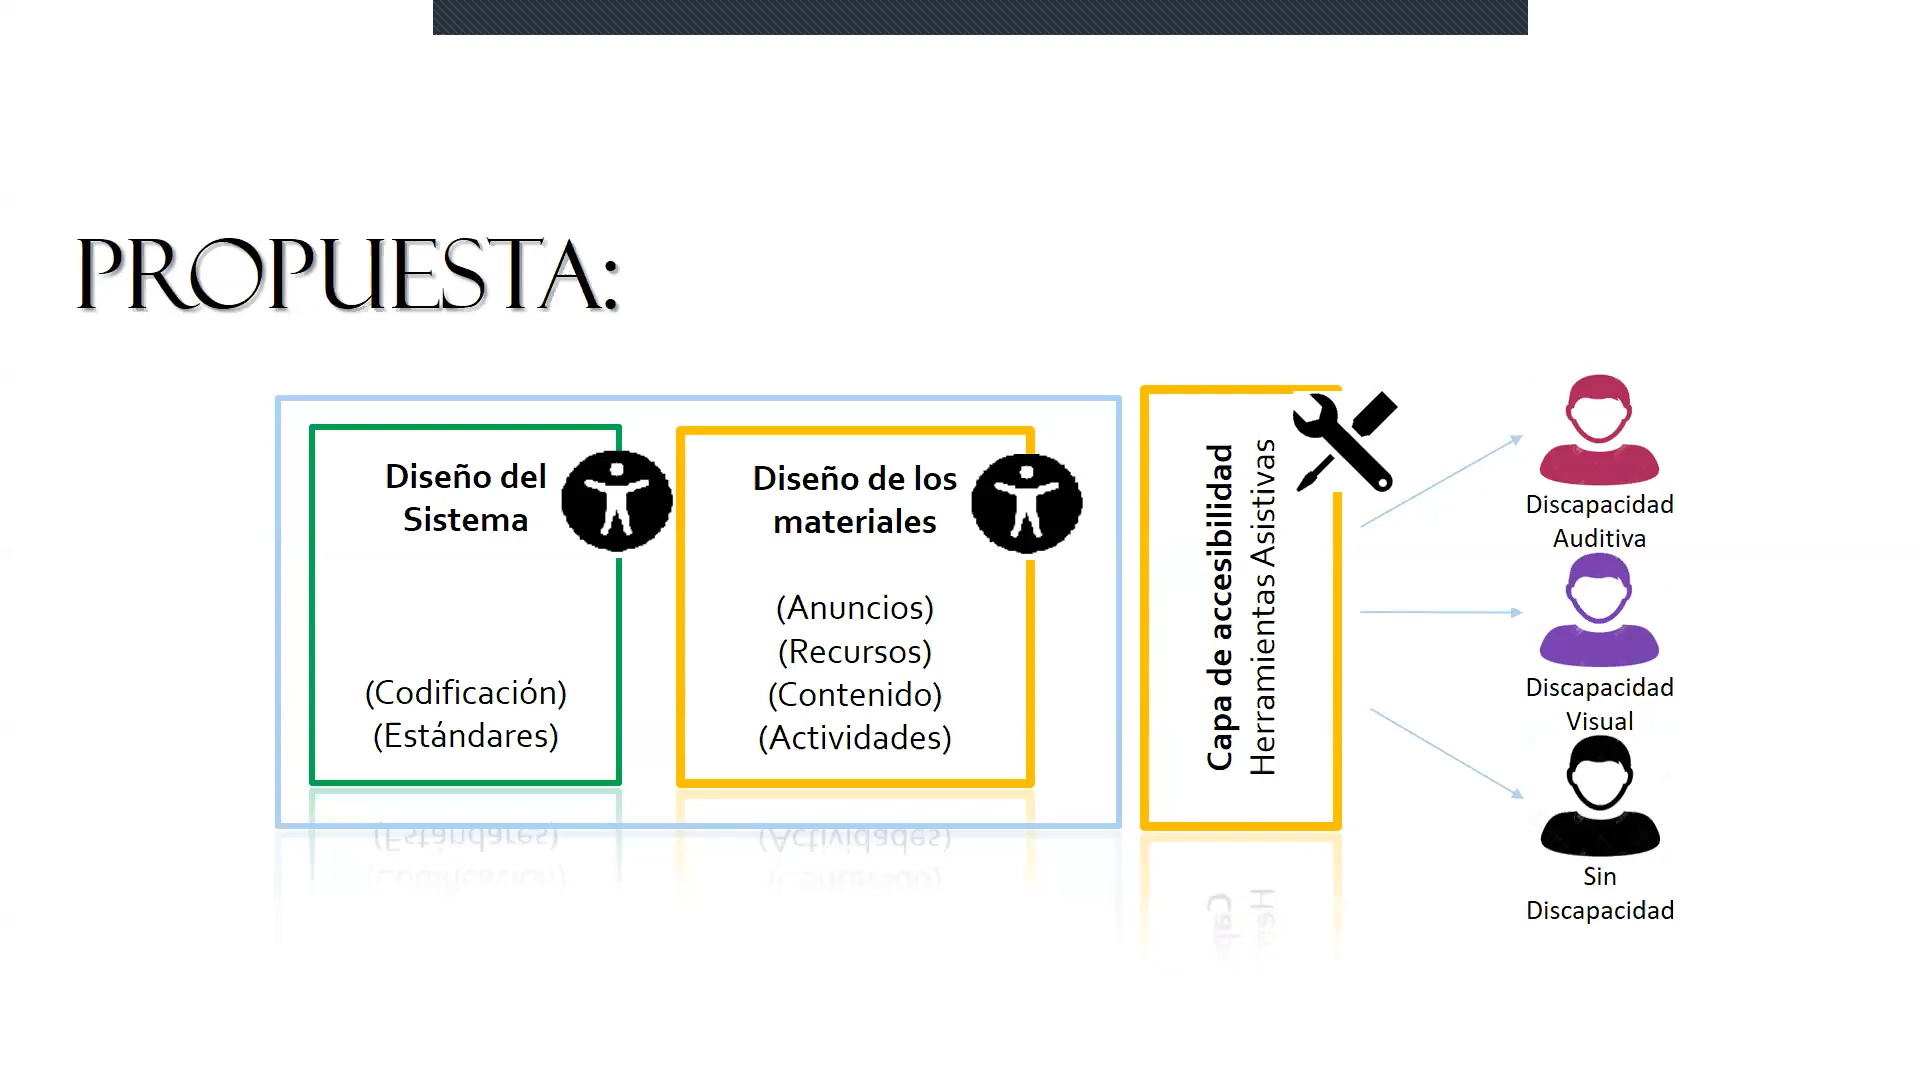 PROPUESTA:
Diseño del
Sistema
(Codificación)
(Estándares)
Diseño de los
materiales
(Anuncios)
(Recursos)
(Contenido)
(Actividades)
Capa de accesibilidad
Herramientas Asistivas
Discapacidad
Auditiva
Discapacidad
Visual
Sin
Discapacidad